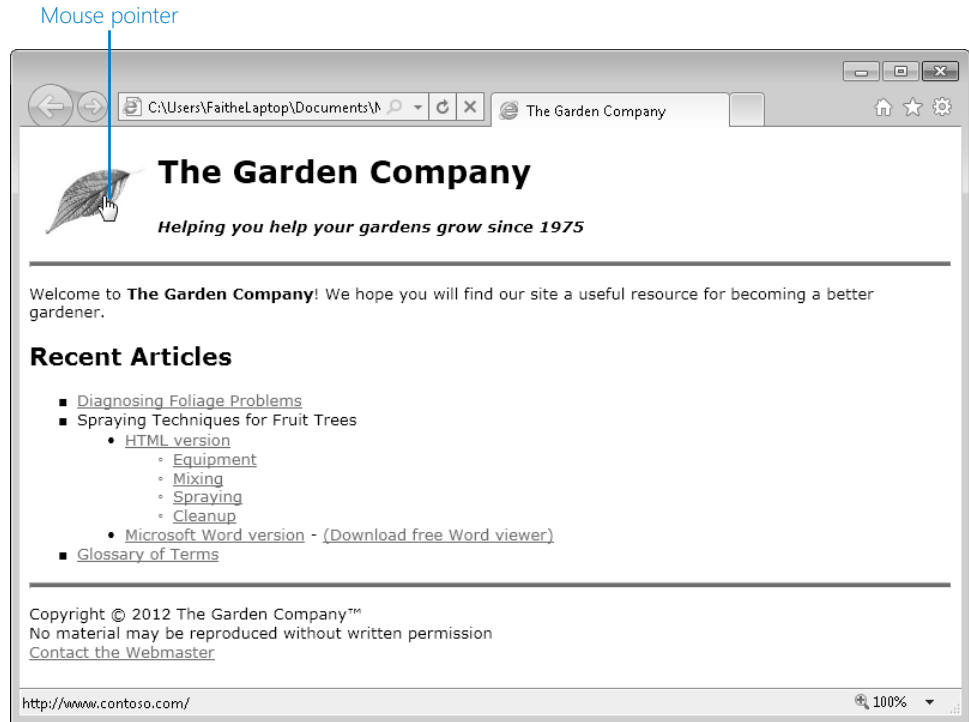 Mouse pointer
C:\Users\FaitheLaptop\Documents\
The Garden Company
The Garden Company
Helping you help your gardens grow since 1975
Welcome to The Garden Company! We hope you will find our site a useful resource for becoming a better
gardener.
Recent Articles
Diagnosing Foliage Problems
Spraying Techniques for Fruit Trees
HTML version
Equipment
Mixing
Spraying
Cleanup
Microsoft Word version - (Download free Word viewer)
Glossary of Terms
Copyright © 2012 The Garden Company™
No material may be reproduced without written permission
Contact the Webmaster
http://www.contoso.com/
100%